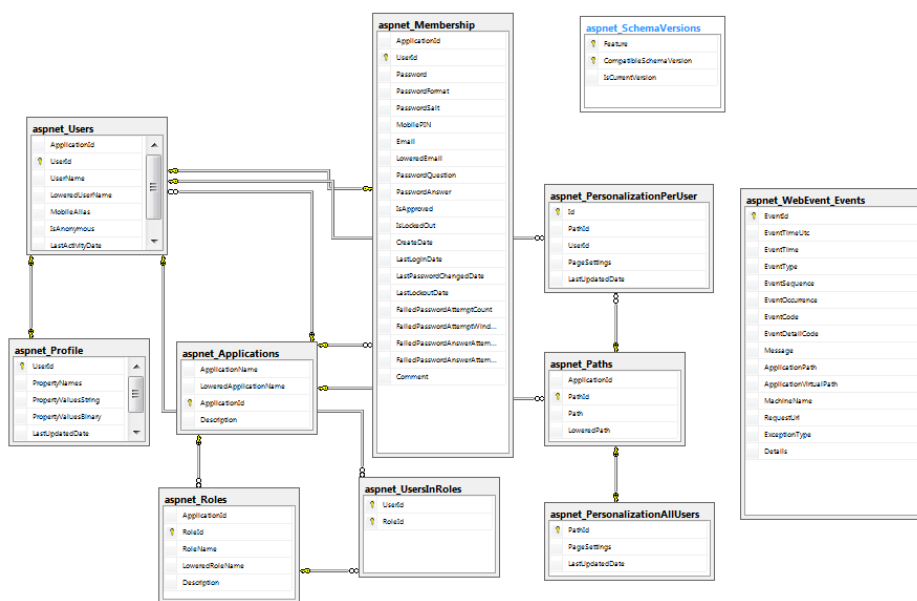 aspnet_Membership
ApplicationId
UserId
Password
PasswordFormat
PasswordSalt
MobilePIN
Email
LoweredEmail
PasswordQuestion
PasswordAnswer
IsApproved
IsLockedOut
CreateDate
LastLoginDate
LastPasswordChangedDate
LastLockoutDate
FailedPasswordAttemptCount
FailedPasswordAttemptWind...
FailedPasswordAnswerAttem...
FailedPasswordAnswerAttem...
Comment
aspnet_SchemaVersions
Feature
CompatibleSchemaVersion
IsCurrentVersion
aspnet_Users
ApplicationId
UserId
UserName
LoweredUserName
MobileAlias
IsAnonymous
LastActivityDate
aspnet_PersonalizationPerUser
Id
PathId
UserId
PageSettings
LastUpdatedDate
aspnet_WebEvent_Events
EventId
EventTimeUtc
EventTime
EventType
EventSequence
EventOccurrence
EventCode
EventDetailCode
Message
ApplicationPath
ApplicationVirtualPath
MachineName
RequestUrl
ExceptionType
Details
aspnet_Profile
UserId
PropertyNames
PropertyValuesString
PropertyValuesBinary
LastUpdatedDate
aspnet_Applications
ApplicationName
LoweredApplicationName
ApplicationId
Description
aspnet_Paths
ApplicationId
PathId
Path
LoweredPath
aspnet_Roles
ApplicationId
RoleId
RoleName
LoweredRoleName
Description
aspnet_UsersInRoles
UserId
RoleId
aspnet_PersonalizationAllUsers
PathId
PageSettings
LastUpdatedDate